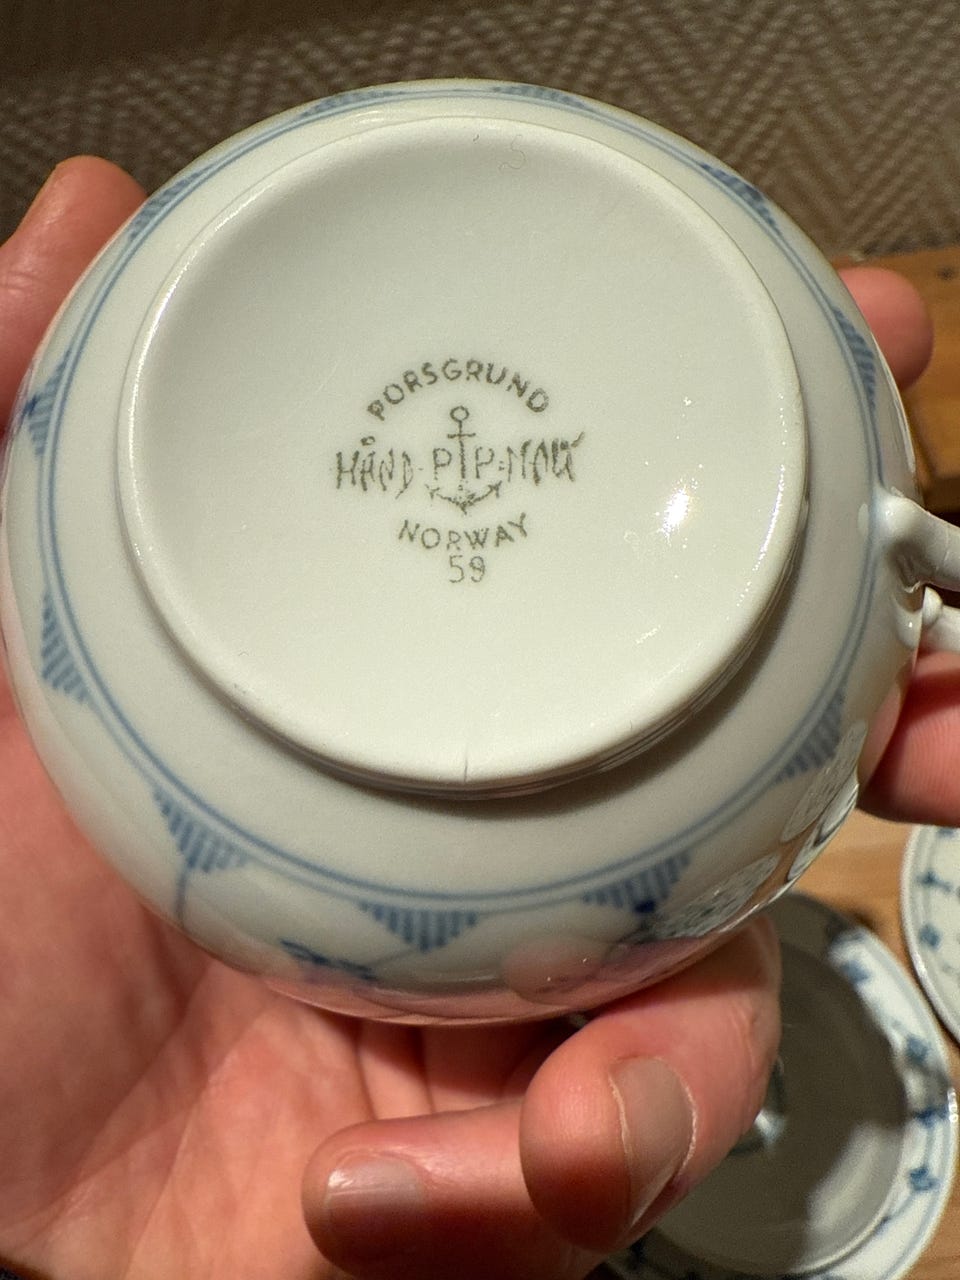 PORSGRUND
HÅND·P P·MALT
NORWAY
59